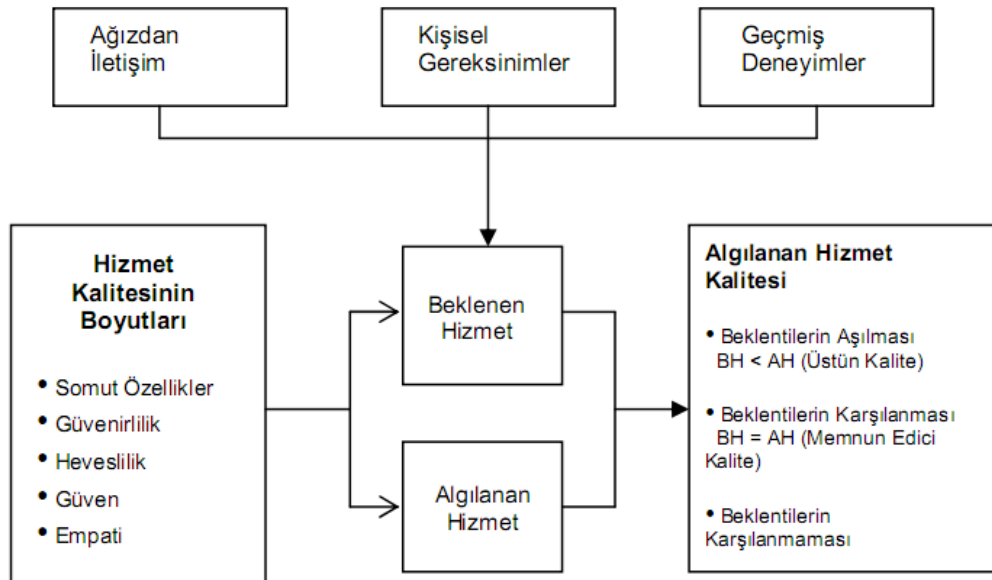 Ağızdan
İletişim
Kişisel
Gereksinimler
Geçmiş
Deneyimler
Hizmet
Kalitesinin
Boyutları
• Somut Özellikler
• Güvenirlilik
• Heveslilik
• Güven
• Empati
Beklenen
Hizmet
Algılanan
Hizmet
Algılanan Hizmet
Kalitesi
• Beklentilerin Aşılması
BH < AH (Üstün Kalite)
• Beklentilerin Karşılanması
BH = AH (Memnun Edici
Kalite)
• Beklentilerin
Karşılanmaması